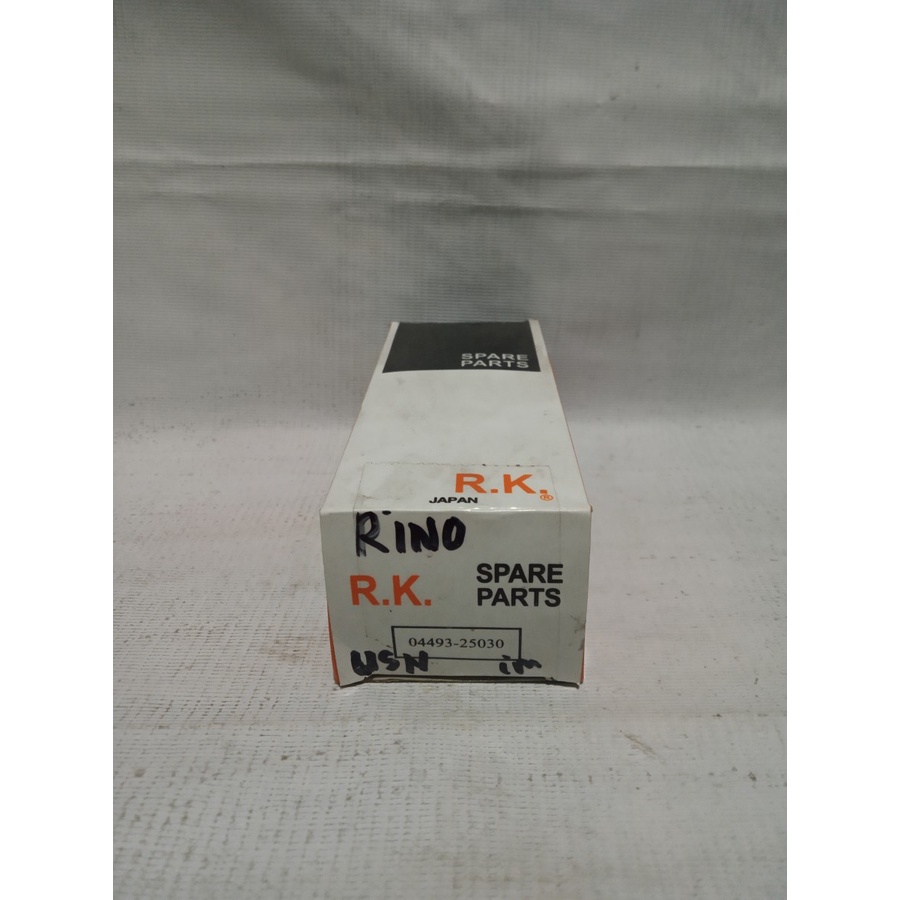 SPARE
PARTS
R.K.®
JAPAN
RiNO
R.K.
SPARE
PARTS
04493-25030
USN im